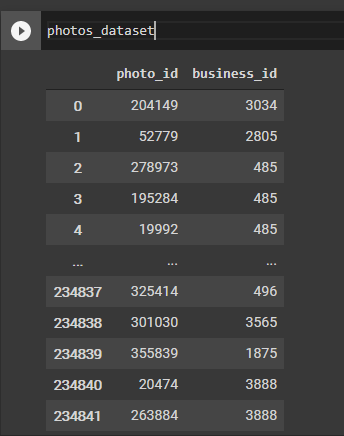 photos_dataset
photo_id business_id
0 204149 3034
1 52779 2805
2 278973 485
3 195284 485
4 19992 485
... ... ...
234837 325414 496
234838 301030 3565
234839 355839 1875
234840 20474 3888
234841 263884 3888